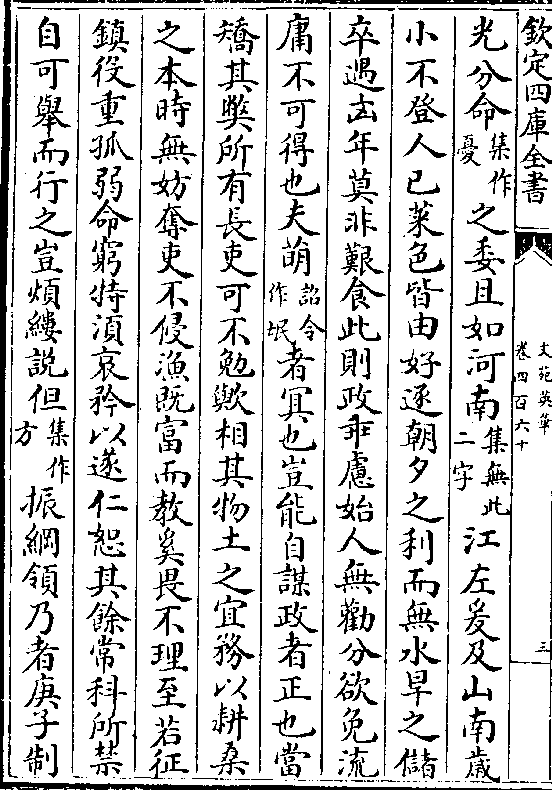 欽定四庫全書
文苑英華 卷四百六十 三
光分命集作憂之委且如河南集無此二字江左爰及山南歲
小不登人已菜色皆由好逐朝夕之利而無水旱之儲
卒遇凶年莫非艱食此則政乖慮始人無勸分欲免流
庸不可得也夫萌詔令作氓者冥也豈能自謀政者正也當
矯其弊所有長吏可不勉歟相其物土之宜務以耕桑
之本時無妨奪吏不侵漁既富而教奚畏不理至若征
鎮役重孤弱命窮特湏哀矜以遂仁恕其餘常科所禁
自可舉而行之豈煩縷說但集作方振綱領乃者庚子制